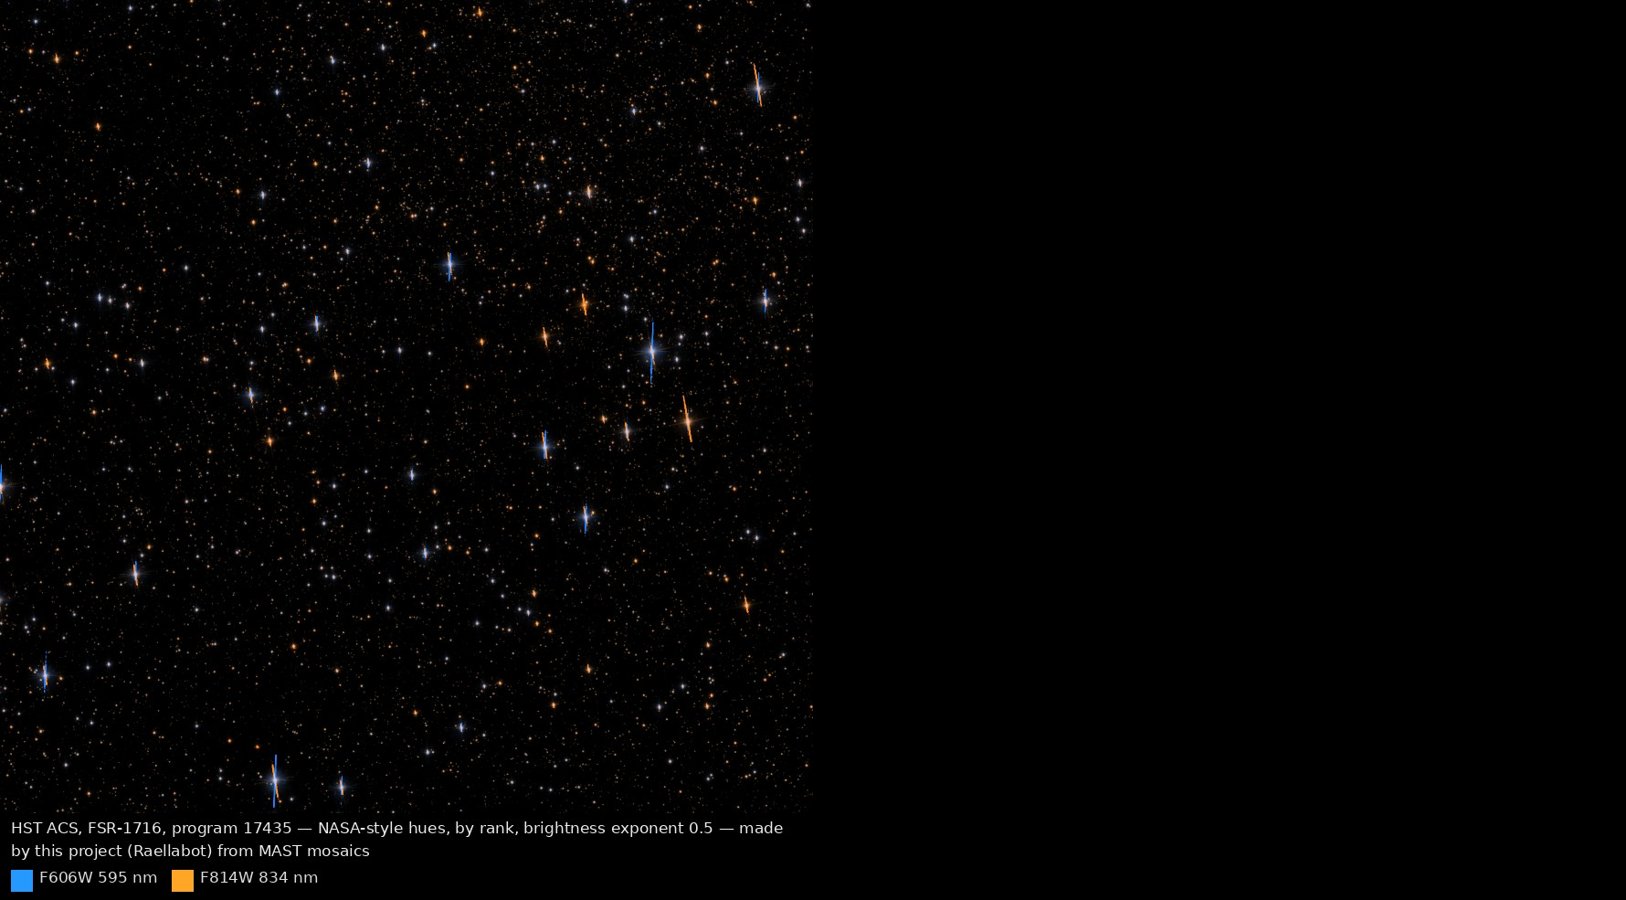 HST ACS, FSR-1716, program 17435 — NASA-style hues, by rank, brightness exponent 0.5 — made
by this project (Raellabot) from MAST mosaics
F606W 595 nm F814W 834 nm